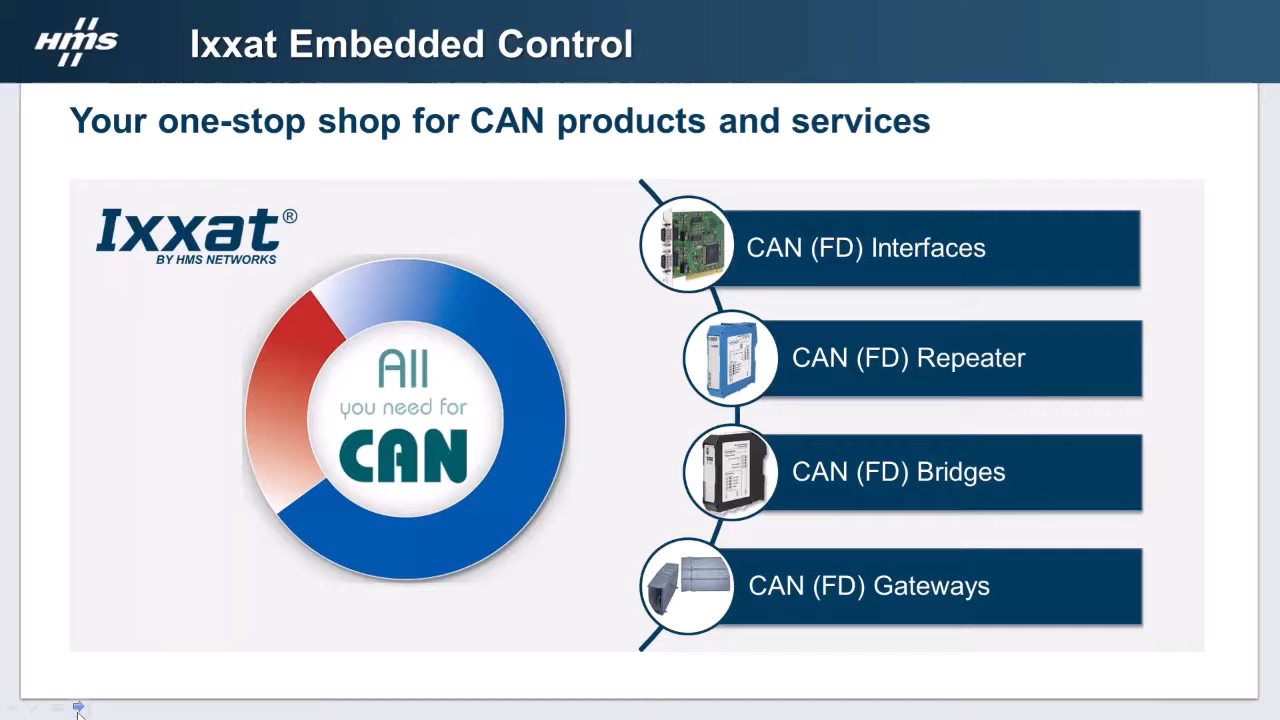 HMS
Ixxat Embedded Control
Your one-stop shop for CAN products and services
Ixxat®
BY HMS NETWORKS
All
you need for
CAN
CAN (FD) Interfaces
CAN (FD) Repeater
CAN (FD) Bridges
CAN (FD) Gateways